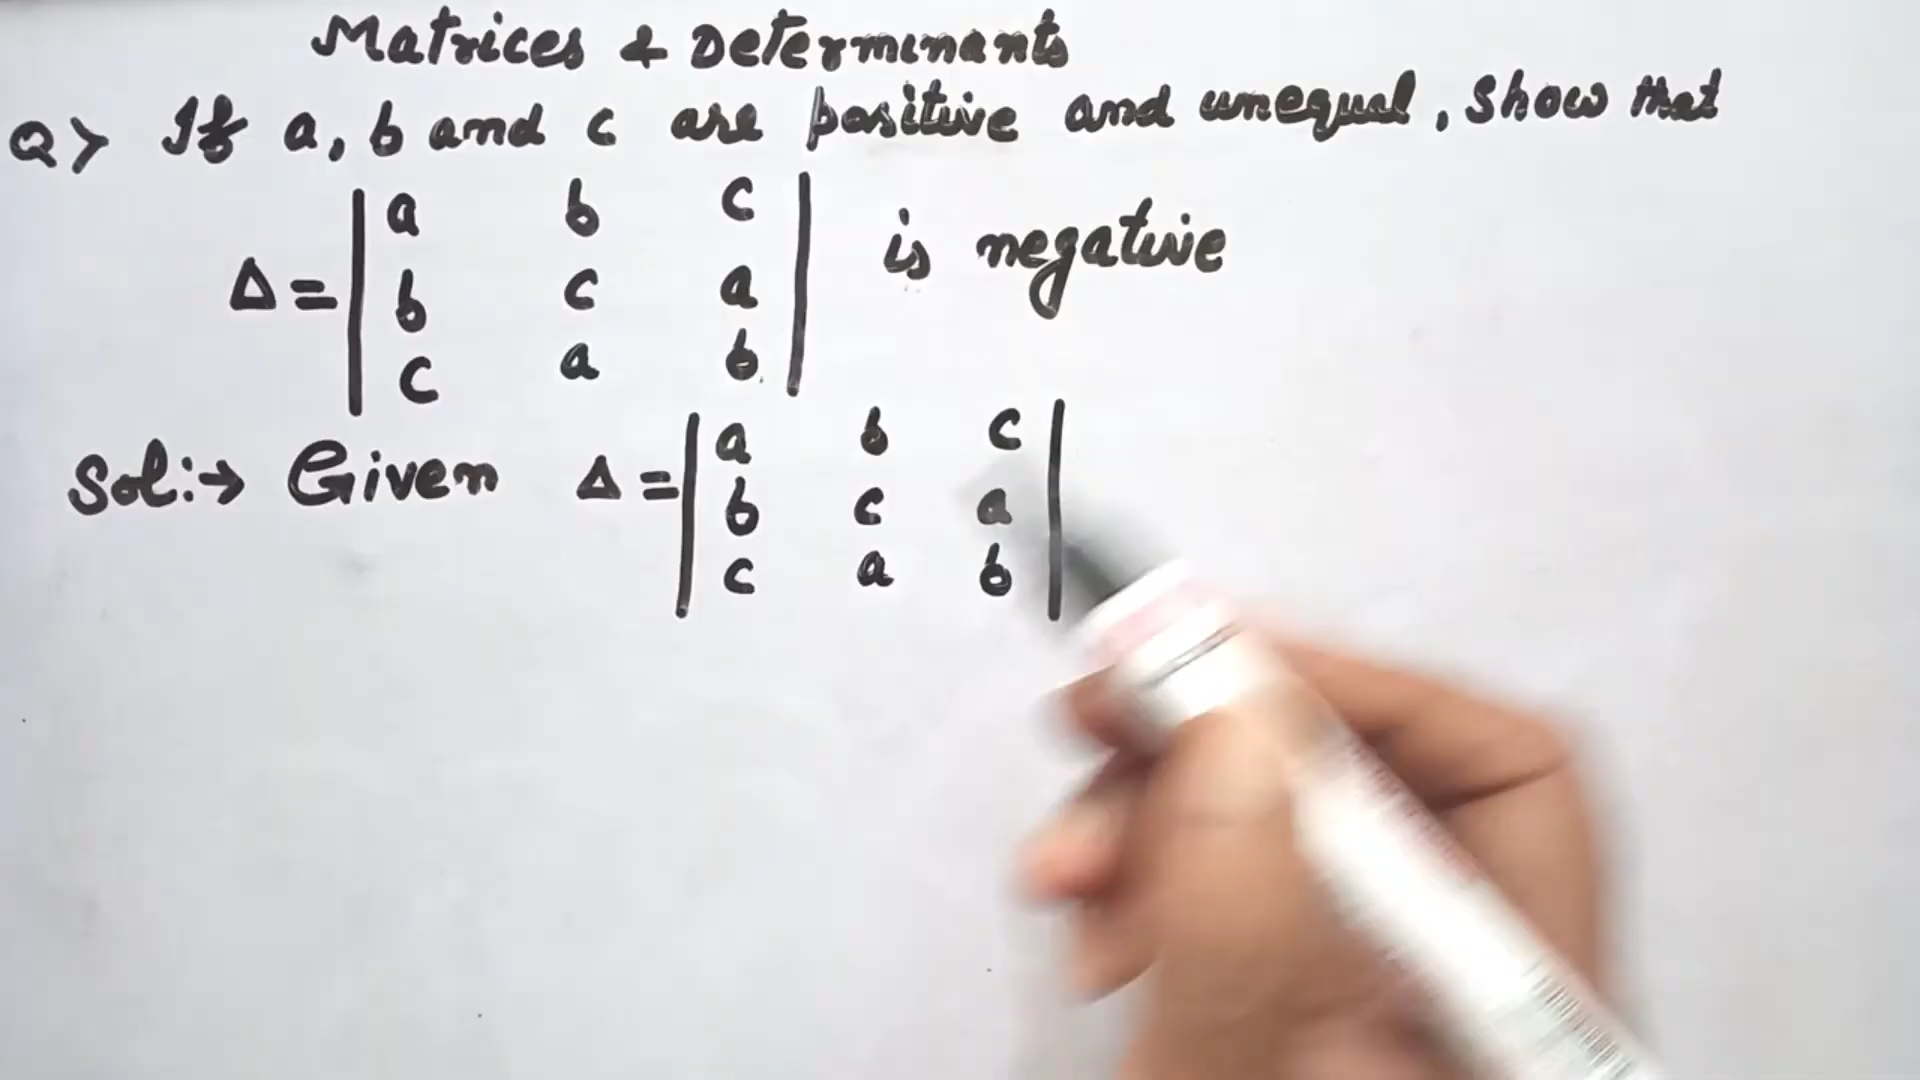 Matrices & Determinants
Q> If a, b and c are positive and unequal, show that
Δ = | a b c |
| b c a | is negative
| c a b |
Sol:→ Given Δ = | a b c |
| b c a |
| c a b |